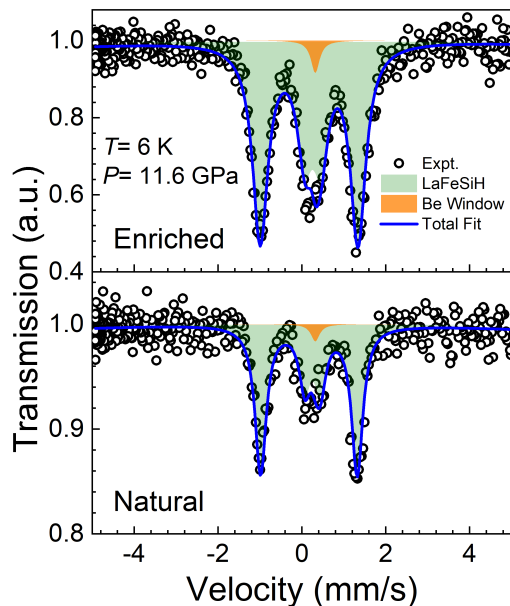 1.0
0.8
0.6
0.4
T= 6 K
P= 11.6 GPa
Enriched
Expt.
LaFeSiH
Be Window
Total Fit
Transmission (a.u.)
1.0
0.9
0.8
Natural
-4 -2 0 2 4
Velocity (mm/s)